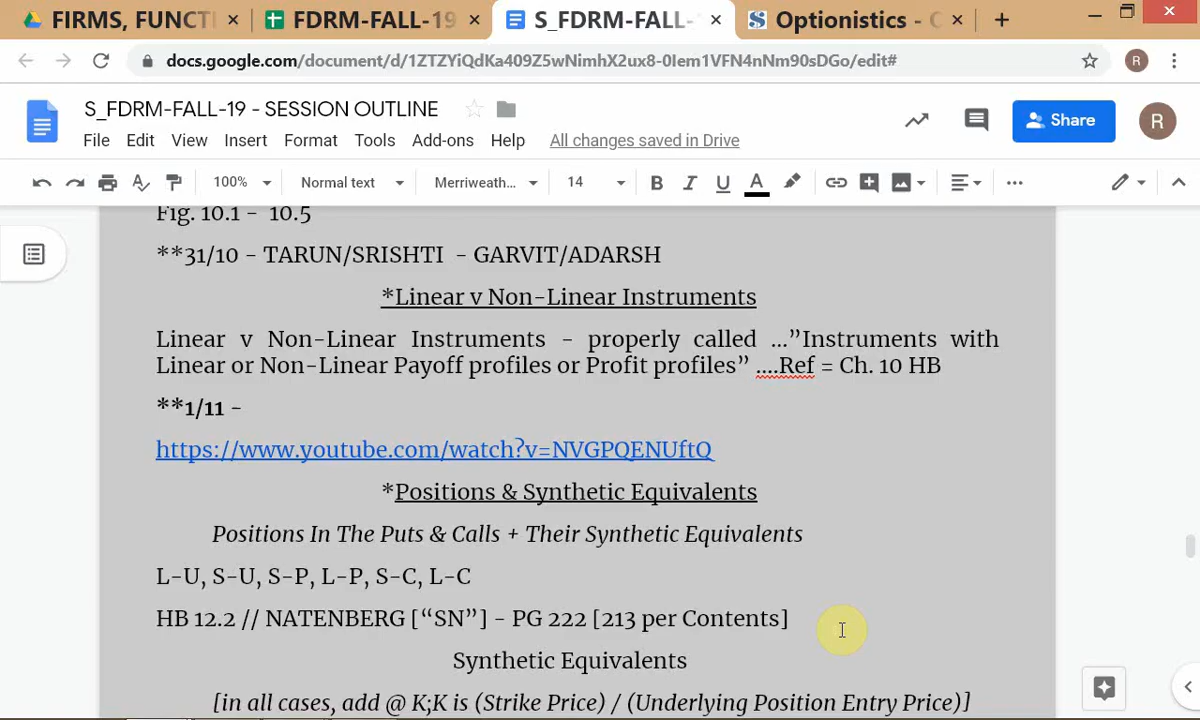 FIRMS, FUNCTI × FDRM-FALL-19 × S_FDRM-FALL- × Optionistics - C × +
docs.google.com/document/d/1ZTZYiQdKa409Z5wNimhX2ux8-0Iem1VFN4nNm90sDGo/edit# R
S_FDRM-FALL-19 - SESSION OUTLINE
File Edit View Insert Format Tools Add-ons Help All changes saved in Drive Share R
100% Normal text Merriweath... 14 B I U A
Fig. 10.1 - 10.5
**31/10 - TARUN/SRISHTI - GARVIT/ADARSH
*Linear v Non-Linear Instruments
Linear v Non-Linear Instruments - properly called ...”Instruments with
Linear or Non-Linear Payoff profiles or Profit profiles” ....Ref = Ch. 10 HB
**1/11 -
https://www.youtube.com/watch?v=NVGPQENUftQ
*Positions & Synthetic Equivalents
Positions In The Puts & Calls + Their Synthetic Equivalents
L-U, S-U, S-P, L-P, S-C, L-C
HB 12.2 // NATENBERG [“SN”] - PG 222 [213 per Contents]
Synthetic Equivalents
[in all cases, add @ K;K is (Strike Price) / (Underlying Position Entry Price)]